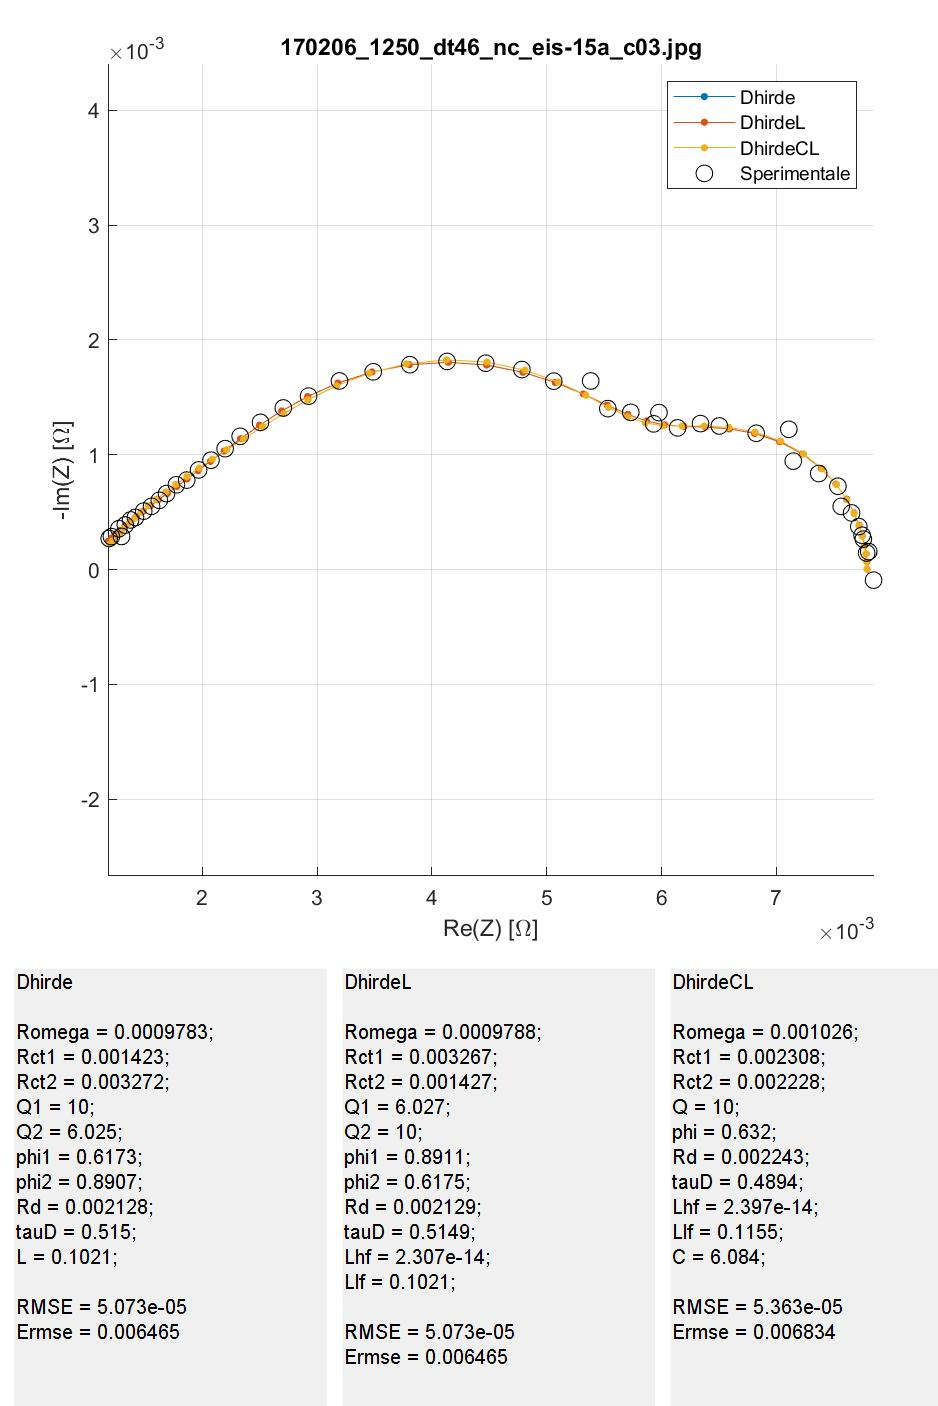 170206_1250_dt46_nc_eis-15a_c03.jpg
×10-3
Dhirde
DhirdeL
DhirdeCL
Sperimentale
4
3
2
1
0
-1
-2
-Im(Z) [Ω]
2 3 4 5 6 7
Re(Z) [Ω]
×10-3
Dhirde
Romega = 0.0009783;
Rct1 = 0.001423;
Rct2 = 0.003272;
Q1 = 10;
Q2 = 6.025;
phi1 = 0.6173;
phi2 = 0.8907;
Rd = 0.002128;
tauD = 0.515;
L = 0.1021;
RMSE = 5.073e-05
Ermse = 0.006465
DhirdeL
Romega = 0.0009788;
Rct1 = 0.003267;
Rct2 = 0.001427;
Q1 = 6.027;
Q2 = 10;
phi1 = 0.8911;
phi2 = 0.6175;
Rd = 0.002129;
tauD = 0.5149;
Lhf = 2.307e-14;
Llf = 0.1021;
RMSE = 5.073e-05
Ermse = 0.006465
DhirdeCL
Romega = 0.001026;
Rct1 = 0.002308;
Rct2 = 0.002228;
Q = 10;
phi = 0.632;
Rd = 0.002243;
tauD = 0.4894;
Lhf = 2.397e-14;
Llf = 0.1155;
C = 6.084;
RMSE = 5.363e-05
Ermse = 0.006834